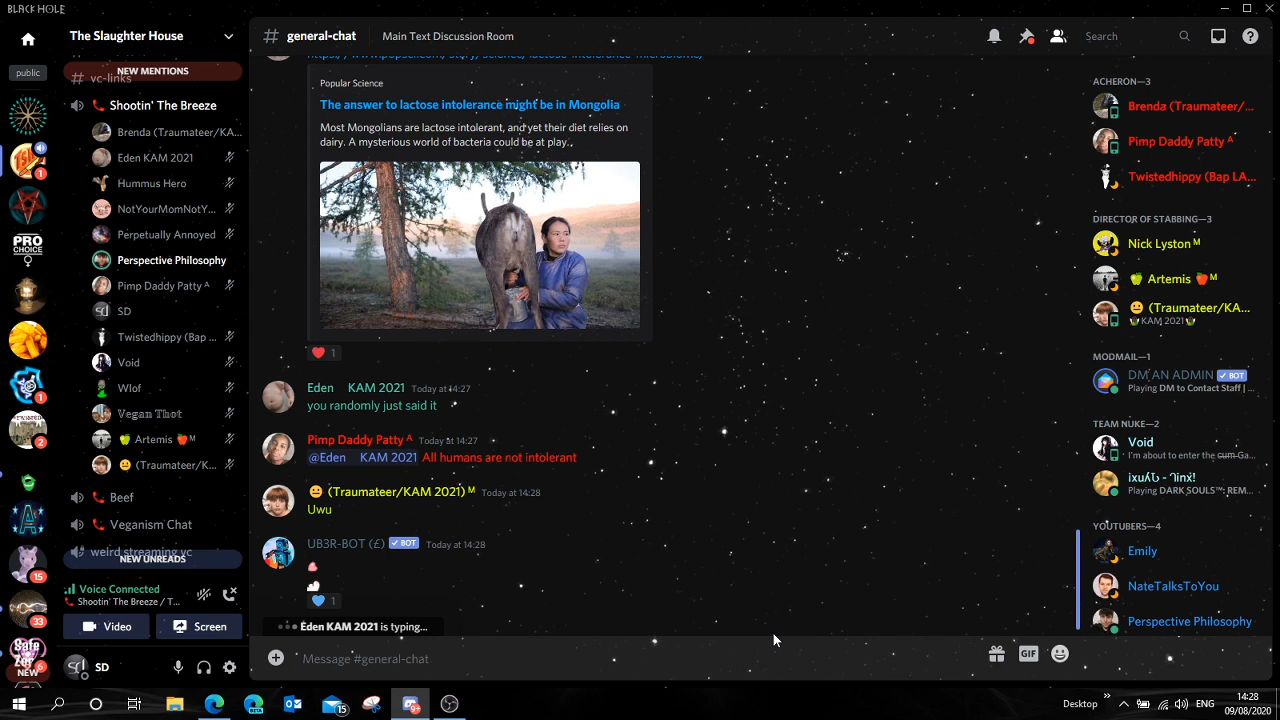 BLACK HOLE
The Slaughter House
public
NEW MENTIONS
vc-links
Shootin' The Breeze
Brenda (Traumateer/KA...
Eden KAM 2021
Hummus Hero
NotYourMomNotY...
Perpetually Annoyed
Perspective Philosophy
Pimp Daddy Patty ᴬ
SD
Twistedhippy (Bap ...
Void
Wlof
Vegan Thot
🍏 Artemis 🍎ᴹ
😐 (Traumateer/K...
Beef
Veganism Chat
weird streaming vc
NEW UNREADS
Voice Connected
Shootin' The Breeze / T...
Video
Screen
SD
1
PRO
CHOICE
1
2
15
33
6
NEW
# general-chat
Main Text Discussion Room
Search
Popular Science
The answer to lactose intolerance might be in Mongolia
Most Mongolians are lactose intolerant, and yet their diet relies on
dairy. A mysterious world of bacteria could be at play.
❤️ 1
Eden KAM 2021 Today at 14:27
you randomly just said it
Pimp Daddy Patty ᴬ Today at 14:27
@Eden KAM 2021 All humans are not intolerant
😐 (Traumateer/KAM 2021) ᴹ Today at 14:28
Uwu
UB3R-BOT (£) ✓ BOT Today at 14:28
💙 1
Eden KAM 2021 is typing...
Message #general-chat
GIF
ACHERON—3
Brenda (Traumateer/...
Pimp Daddy Patty ᴬ
Twistedhippy (Bap LA...
DIRECTOR OF STABBING—3
Nick Lyston ᴹ
🍏 Artemis 🍎ᴹ
😐 (Traumateer/KA...
KAM 2021
MODMAIL—1
DM AN ADMIN ✓ BOT
Playing DM to Contact Staff | ...
TEAM NUKE—2
Void
I'm about to enter the cum Ga...
Playing DARK SOULS™: REM...
YOUTUBERS—4
Emily
NateTalksToYou
Perspective Philosophy
15
Desktop
ENG
14:28
09/08/2020